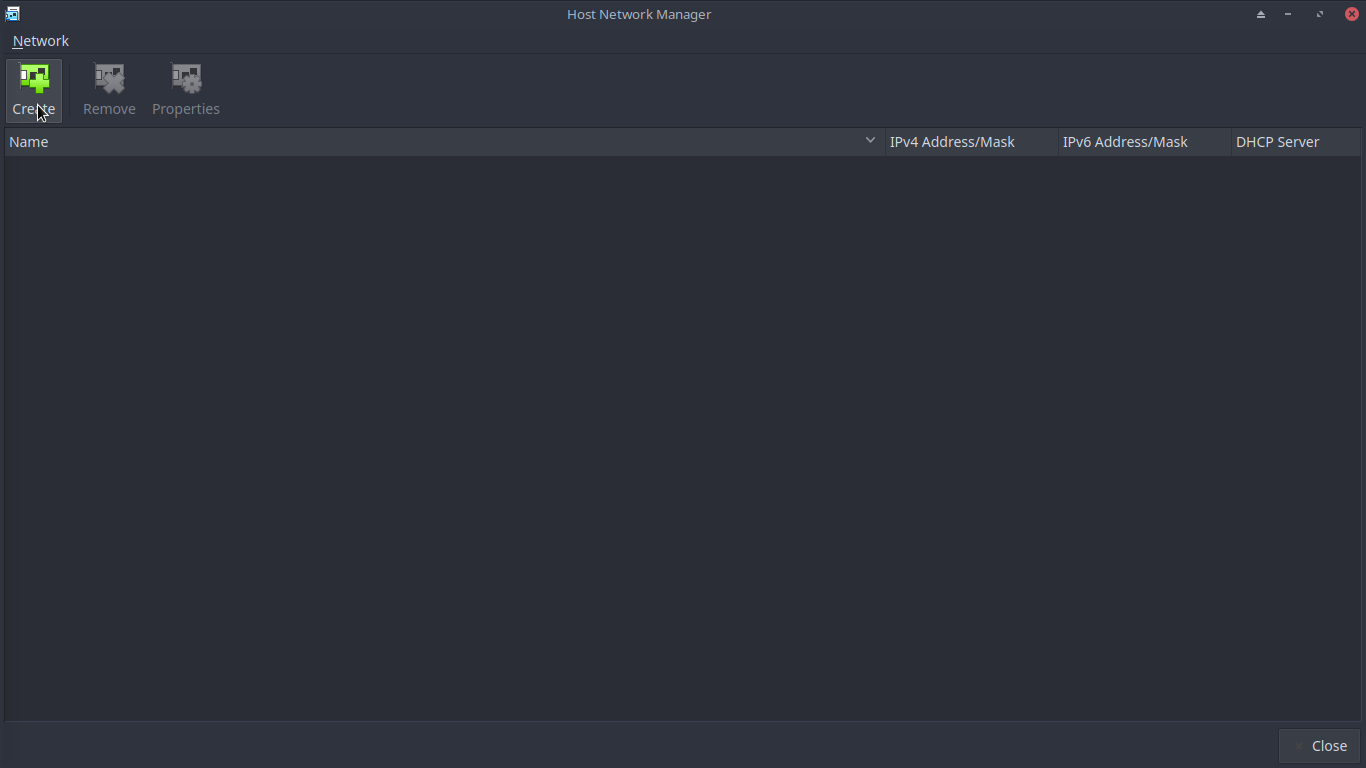 Host Network Manager
Network
Create Remove Properties
Name IPv4 Address/Mask IPv6 Address/Mask DHCP Server
Close